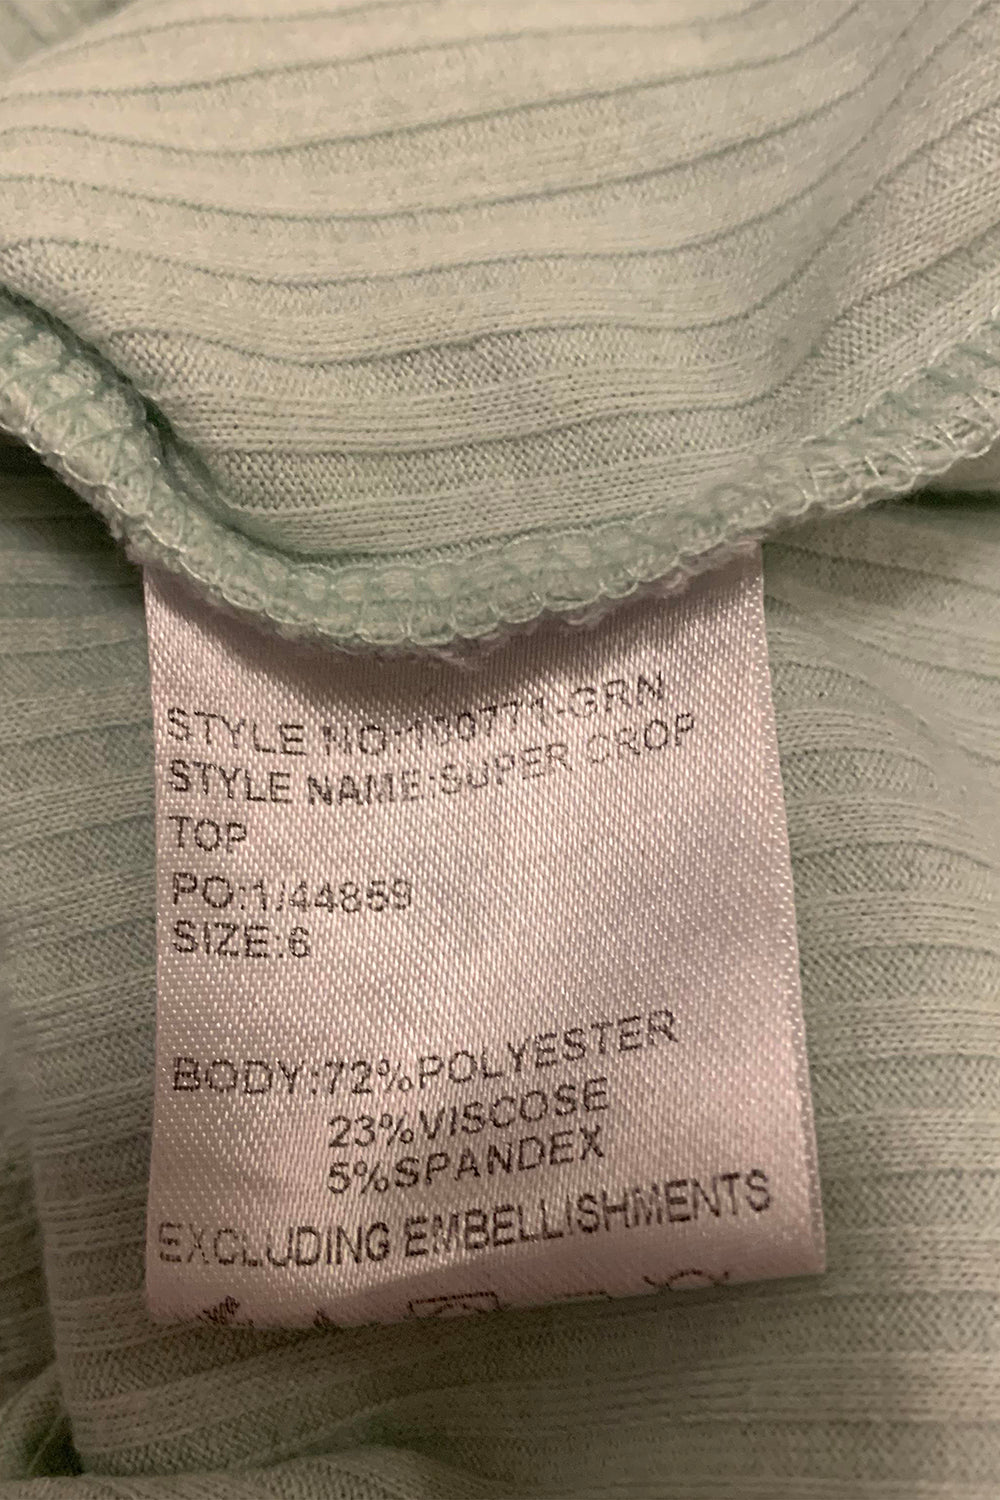 STYLE NO:100771-GRN
STYLE NAME:SUPER CROP
TOP
PO:1/44859
SIZE:6
BODY:72%POLYESTER
23%VISCOSE
5%SPANDEX
EXCLUDING EMBELLISHMENTS